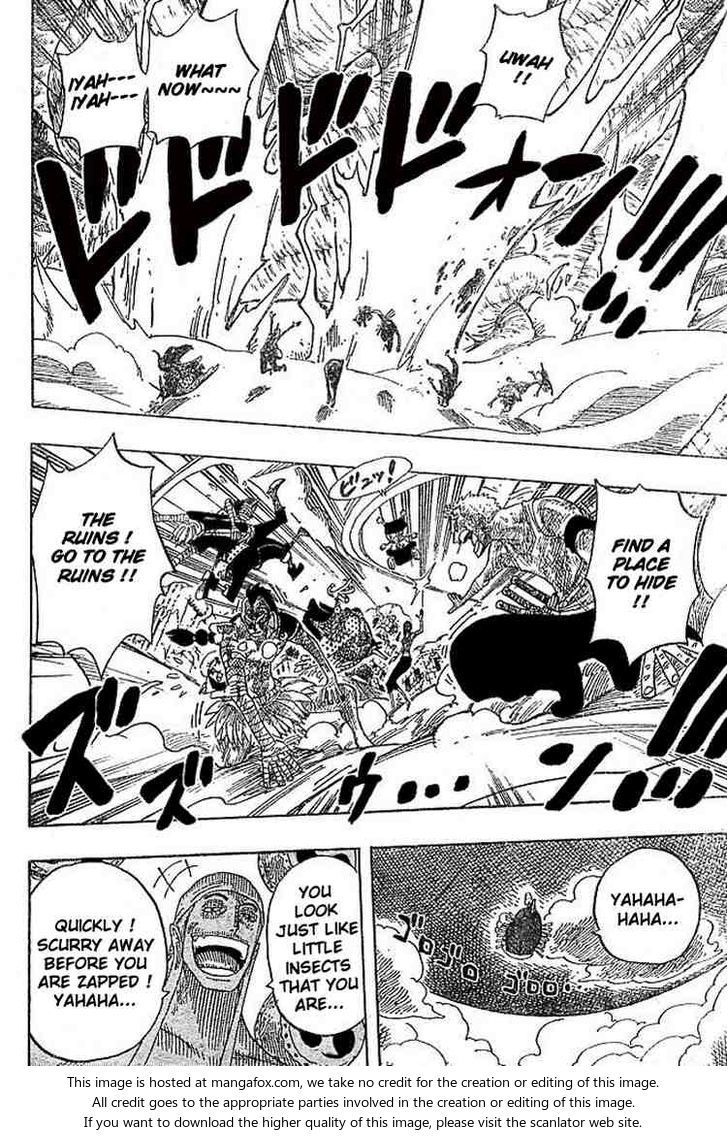 UWAH
!!
WHAT
NOW~~~
IYAH---
IYAH---
ドドドドォーン!!!
ビュッ!
FIND A
PLACE
TO HIDE
!!
THE
RUINS !
GO TO THE
RUINS !!
ズズゥ...ン!!!
YAHAHA-
HAHA...
ゴロゴロ
ゴロロ...
YOU
LOOK
JUST LIKE
LITTLE
INSECTS
THAT YOU
ARE...
QUICKLY !
SCURRY AWAY
BEFORE YOU
ARE ZAPPED !
YAHAHA...
This image is hosted at mangafox.com, we take no credit for the creation or editing of this image.
All credit goes to the appropriate parties involved in the creation or editing of this image.
If you want to download the higher quality of this image, please visit the scanlator web site.